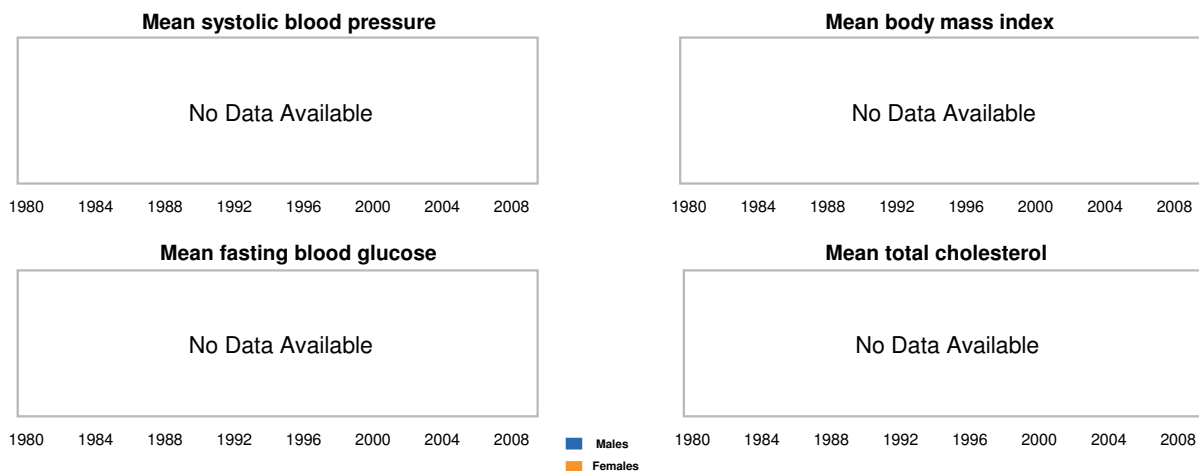 Mean systolic blood pressure
No Data Available
1980 1984 1988 1992 1996 2000 2004 2008
Mean body mass index
No Data Available
1980 1984 1988 1992 1996 2000 2004 2008
Mean fasting blood glucose
No Data Available
1980 1984 1988 1992 1996 2000 2004 2008
Mean total cholesterol
No Data Available
1980 1984 1988 1992 1996 2000 2004 2008
Males
Females